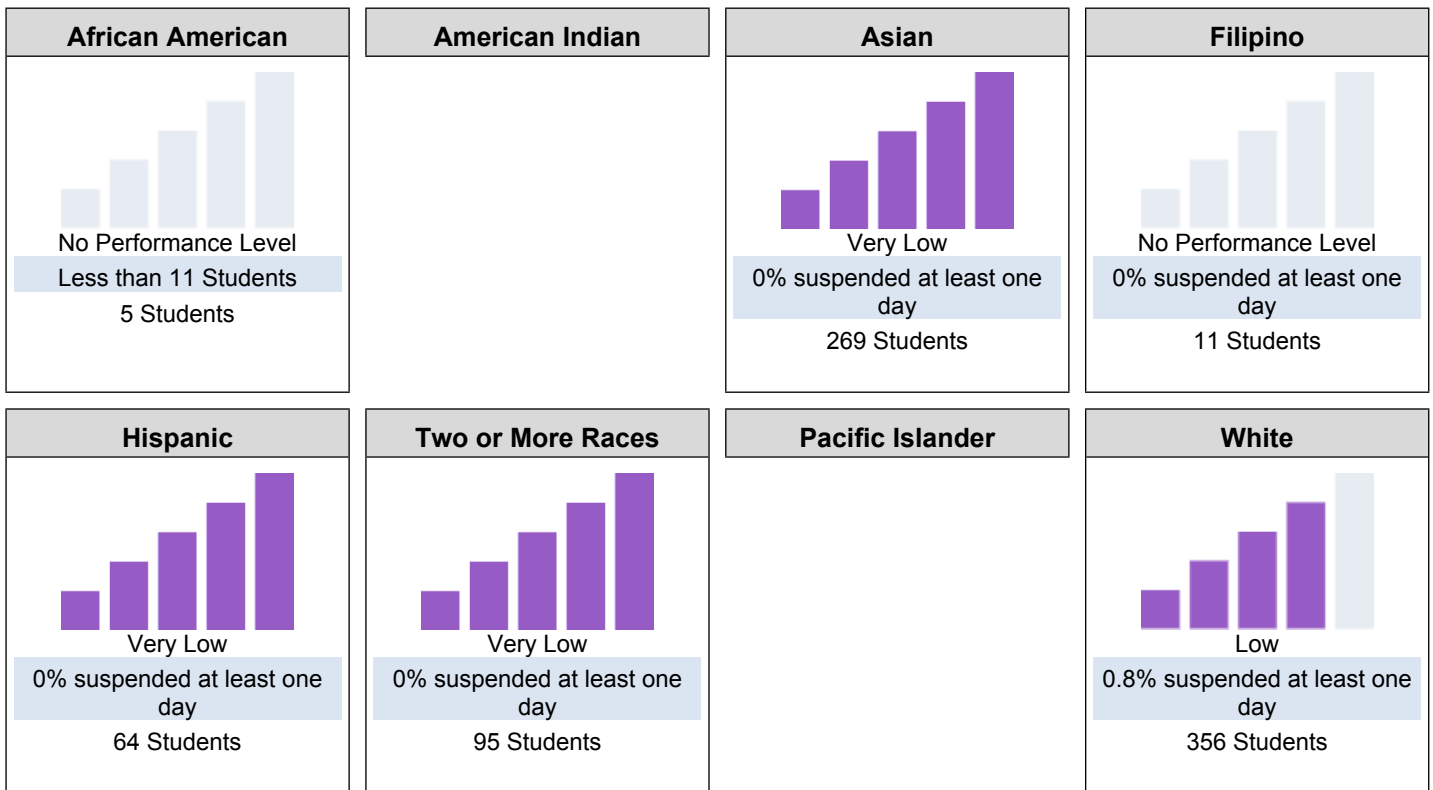 African American
No Performance Level
Less than 11 Students
5 Students
American Indian
Asian
Very Low
0% suspended at least one
day
269 Students
Filipino
No Performance Level
0% suspended at least one
day
11 Students
Hispanic
Very Low
0% suspended at least one
day
64 Students
Two or More Races
Very Low
0% suspended at least one
day
95 Students
Pacific Islander
White
Low
0.8% suspended at least one
day
356 Students